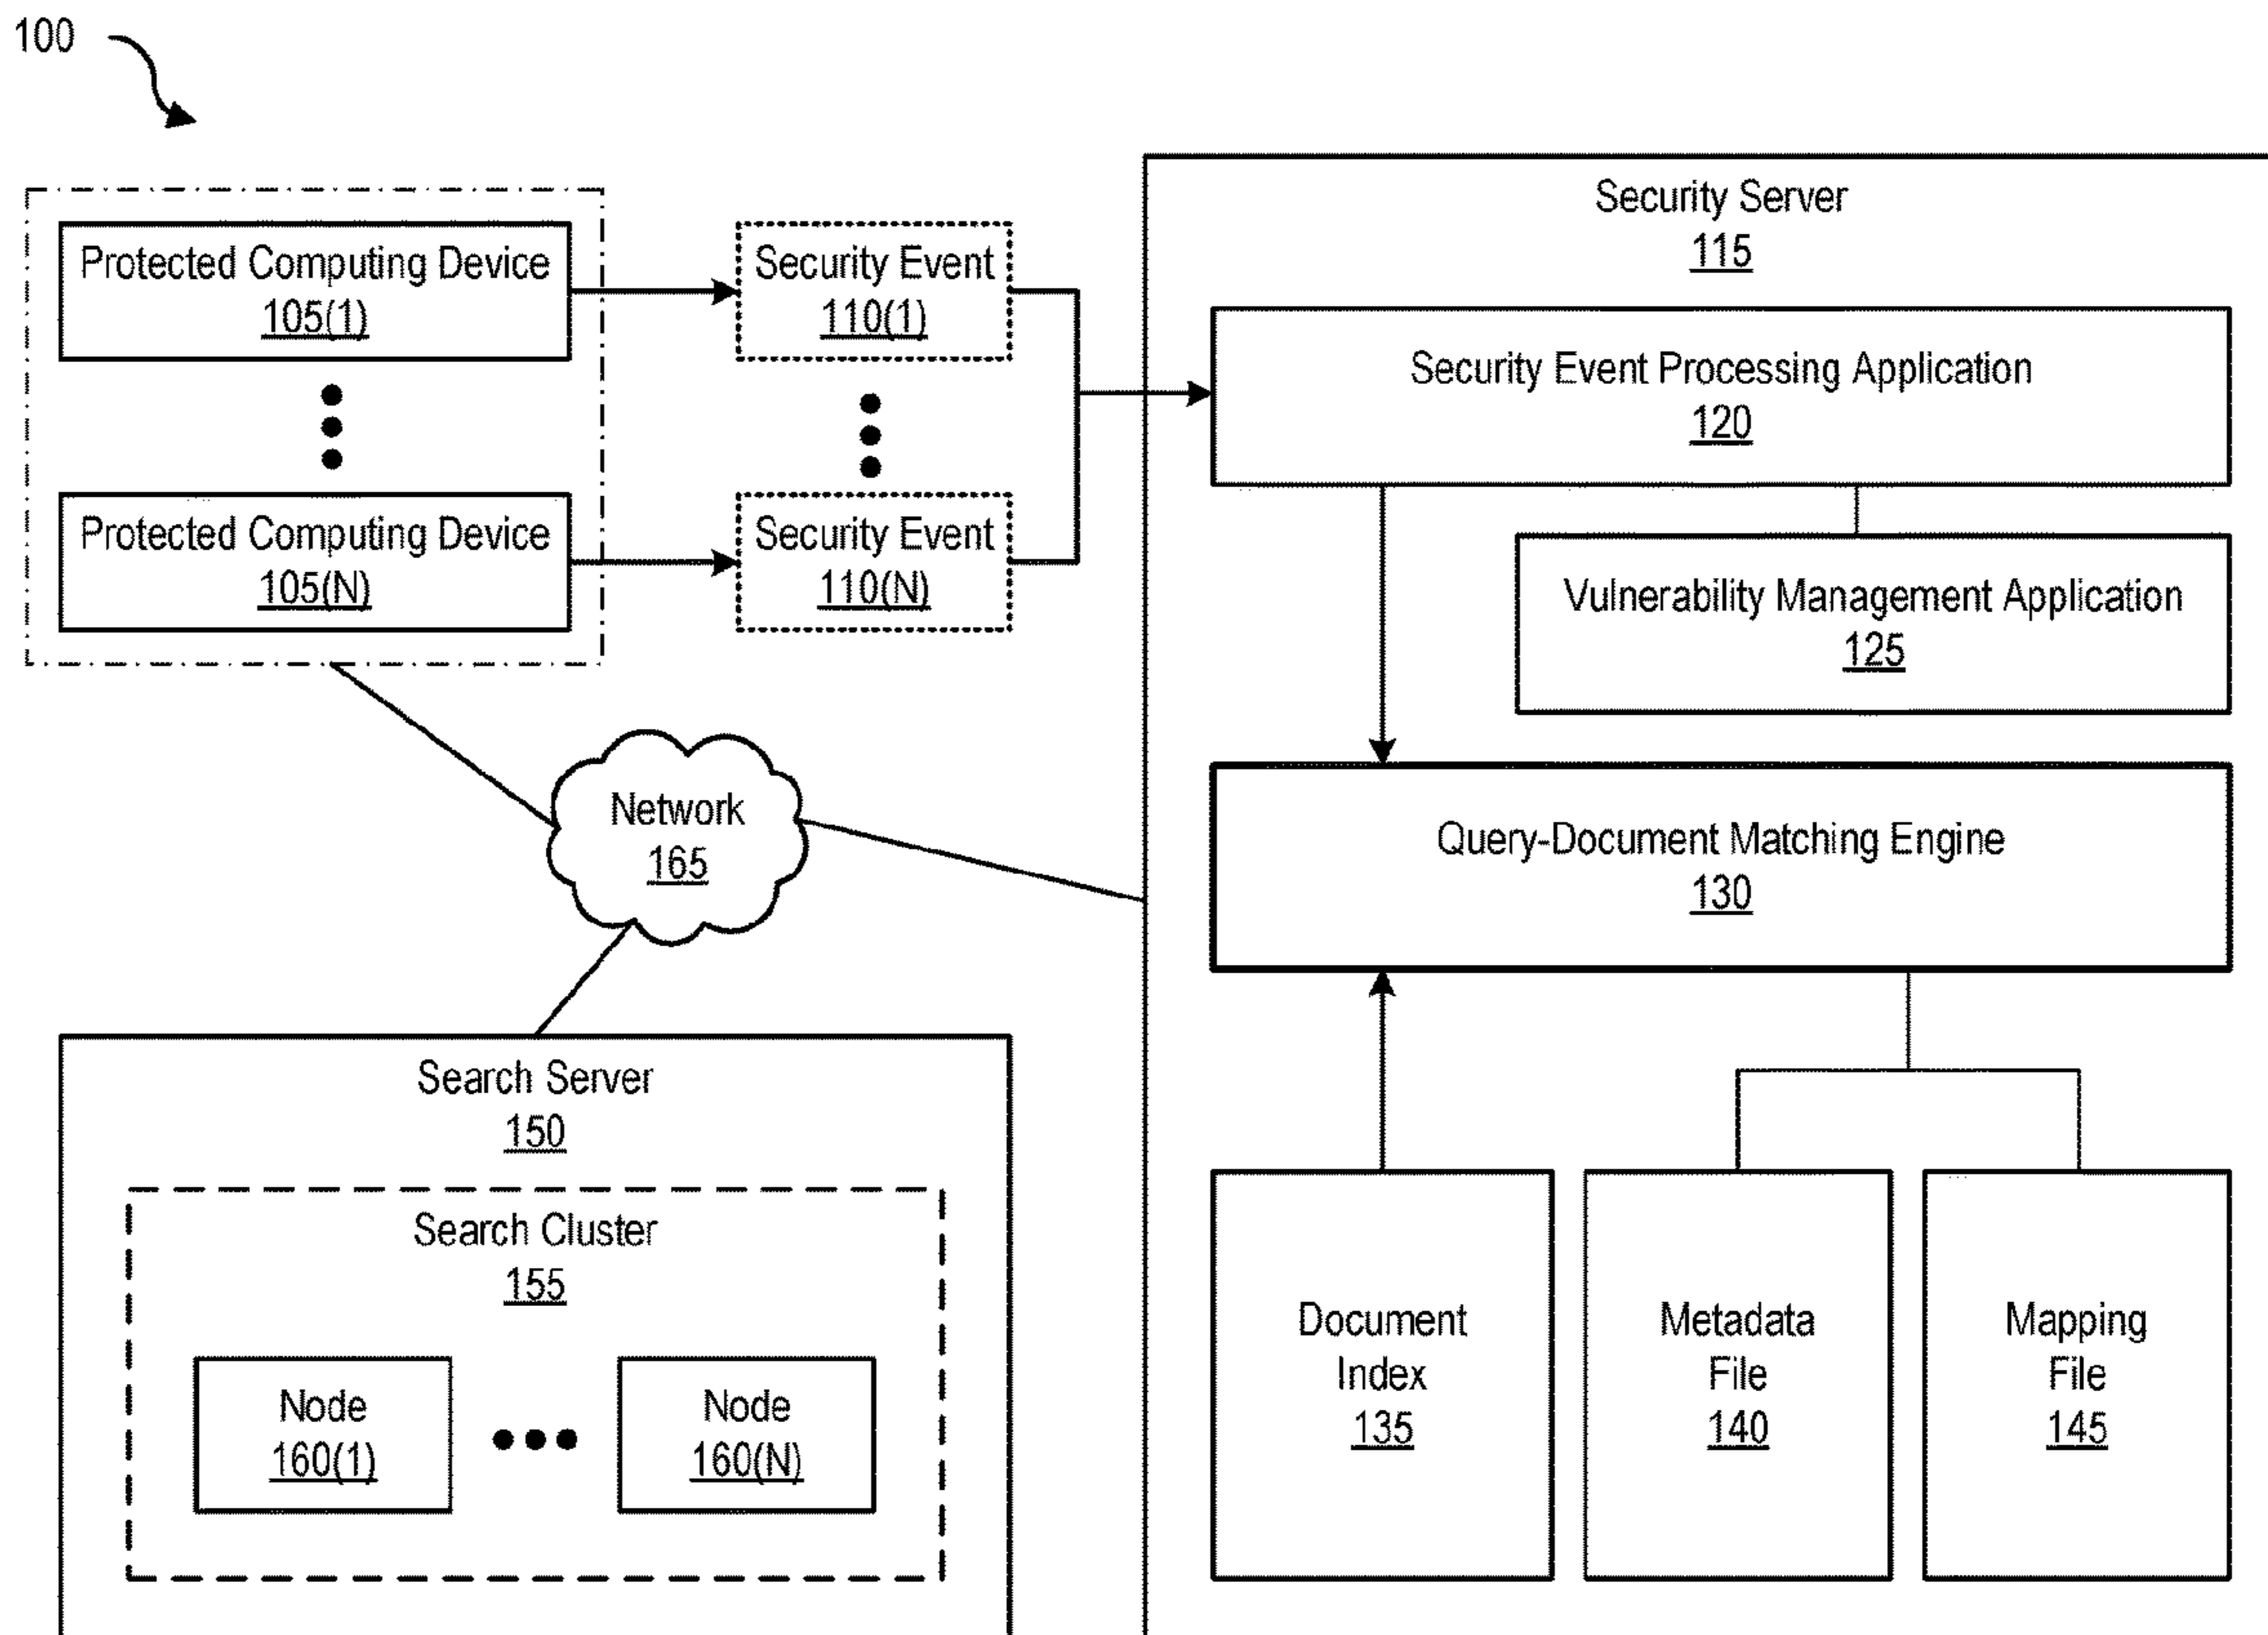 100
Protected Computing Device
105(1)
Protected Computing Device
105(N)
Security Event
110(1)
Security Event
110(N)
Security Server
115
Security Event Processing Application
120
Vulnerability Management Application
125
Query-Document Matching Engine
130
Network
165
Search Server
150
Search Cluster
155
Node
160(1)
Node
160(N)
Document
Index
135
Metadata
File
140
Mapping
File
145